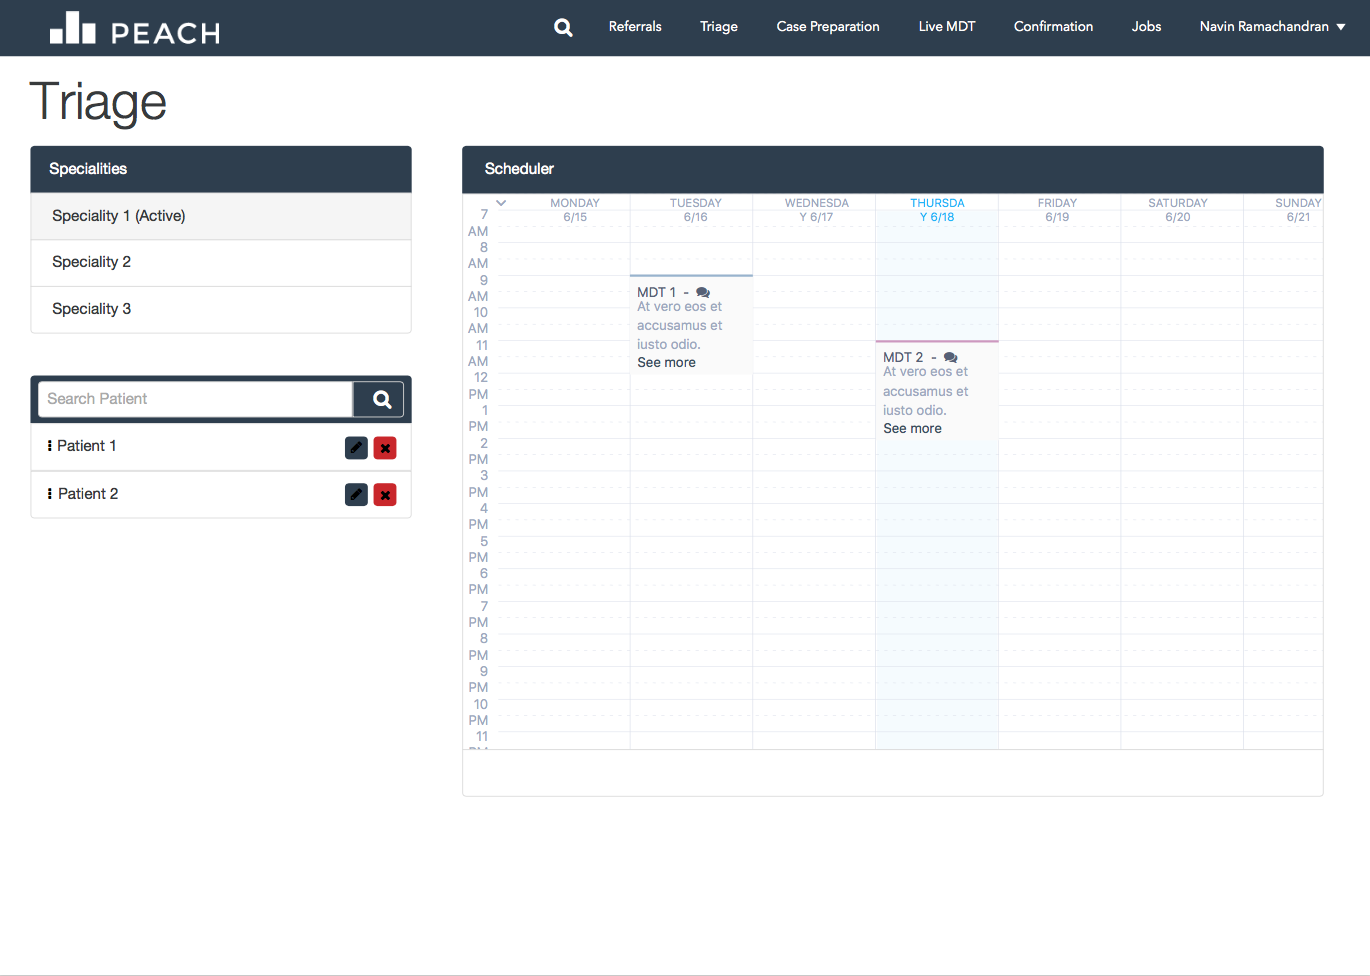 PEACH
Referrals
Triage
Case Preparation
Live MDT
Confirmation
Jobs
Navin Ramachandran
Triage
Specialities
Speciality 1 (Active)
Speciality 2
Speciality 3
Search Patient
Patient 1
Patient 2
Scheduler
MONDAY
6/15
TUESDAY
6/16
WEDNESDA
Y 6/17
THURSDA
Y 6/18
FRIDAY
6/19
SATURDAY
6/20
SUNDAY
6/21
7
AM
8
AM
9
AM
10
AM
11
AM
12
PM
1
PM
2
PM
3
PM
4
PM
5
PM
6
PM
7
PM
8
PM
9
PM
10
PM
11
MDT 1 -
At vero eos et
accusamus et
iusto odio.
See more
MDT 2 -
At vero eos et
accusamus et
iusto odio.
See more